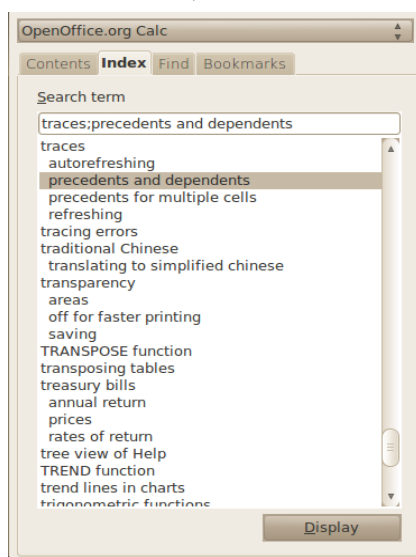 OpenOffice.org Calc
Contents Index Find Bookmarks
Search term
traces;precedents and dependents
traces
autorefreshing
precedents and dependents
precedents for multiple cells
refreshing
tracing errors
traditional Chinese
translating to simplified chinese
transparency
areas
off for faster printing
saving
TRANSPOSE function
transposing tables
treasury bills
annual return
prices
rates of return
tree view of Help
TREND function
trend lines in charts
trigonometric functions
Display